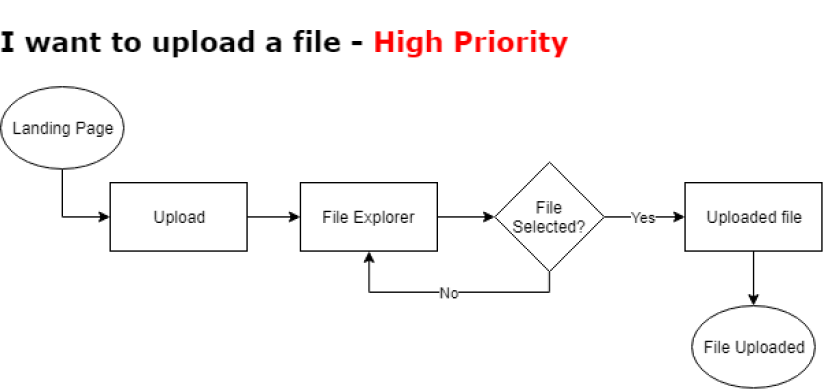 I want to upload a file - High Priority
Landing Page
Upload
File Explorer
File
Selected?
Yes
Uploaded file
No
File Uploaded